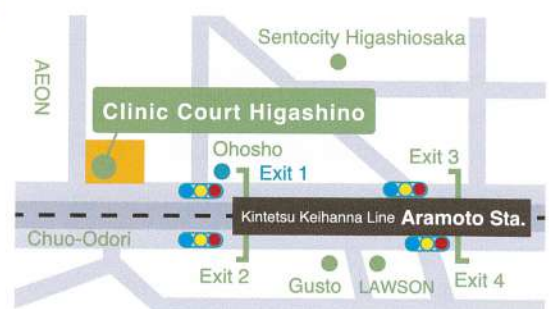 Sentocity Higashiosaka
AEON
Clinic Court Higashino
Ohosho
Exit 1
Exit 3
Kintetsu Keihanna Line Aramoto Sta.
Chuo-Odori
Exit 2
Gusto
LAWSON
Exit 4